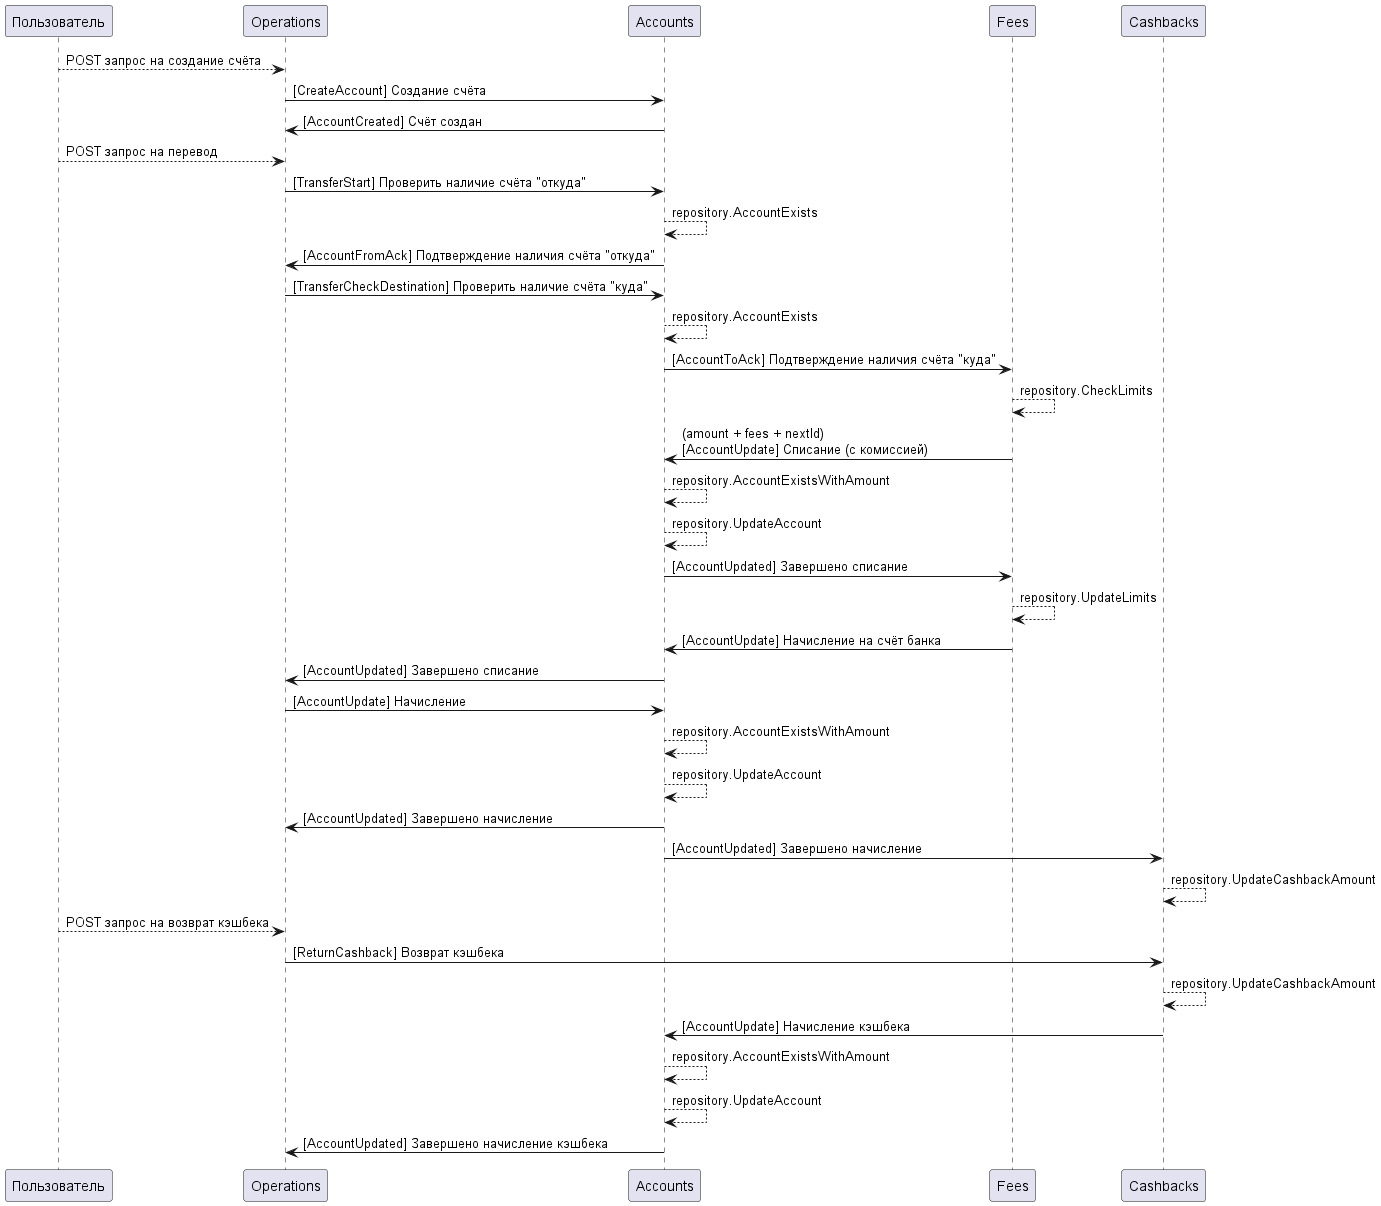 Пользователь
Operations
Accounts
Fees
Cashbacks
POST запрос на создание счёта
[CreateAccount] Создание счёта
[AccountCreated] Счёт создан
POST запрос на перевод
[TransferStart] Проверить наличие счёта "откуда"
repository.AccountExists
[AccountFromAck] Подтверждение наличия счёта "откуда"
[TransferCheckDestination] Проверить наличие счёта "куда"
repository.AccountExists
[AccountToAck] Подтверждение наличия счёта "куда"
repository.CheckLimits
(amount + fees + nextId)
[AccountUpdate] Списание (с комиссией)
repository.AccountExistsWithAmount
repository.UpdateAccount
[AccountUpdated] Завершено списание
repository.UpdateLimits
[AccountUpdate] Начисление на счёт банка
[AccountUpdated] Завершено списание
[AccountUpdate] Начисление
repository.AccountExistsWithAmount
repository.UpdateAccount
[AccountUpdated] Завершено начисление
[AccountUpdated] Завершено начисление
repository.UpdateCashbackAmount
POST запрос на возврат кэшбека
[ReturnCashback] Возврат кэшбека
repository.UpdateCashbackAmount
[AccountUpdate] Начисление кэшбека
repository.AccountExistsWithAmount
repository.UpdateAccount
[AccountUpdated] Завершено начисление кэшбека
Пользователь
Operations
Accounts
Fees
Cashbacks